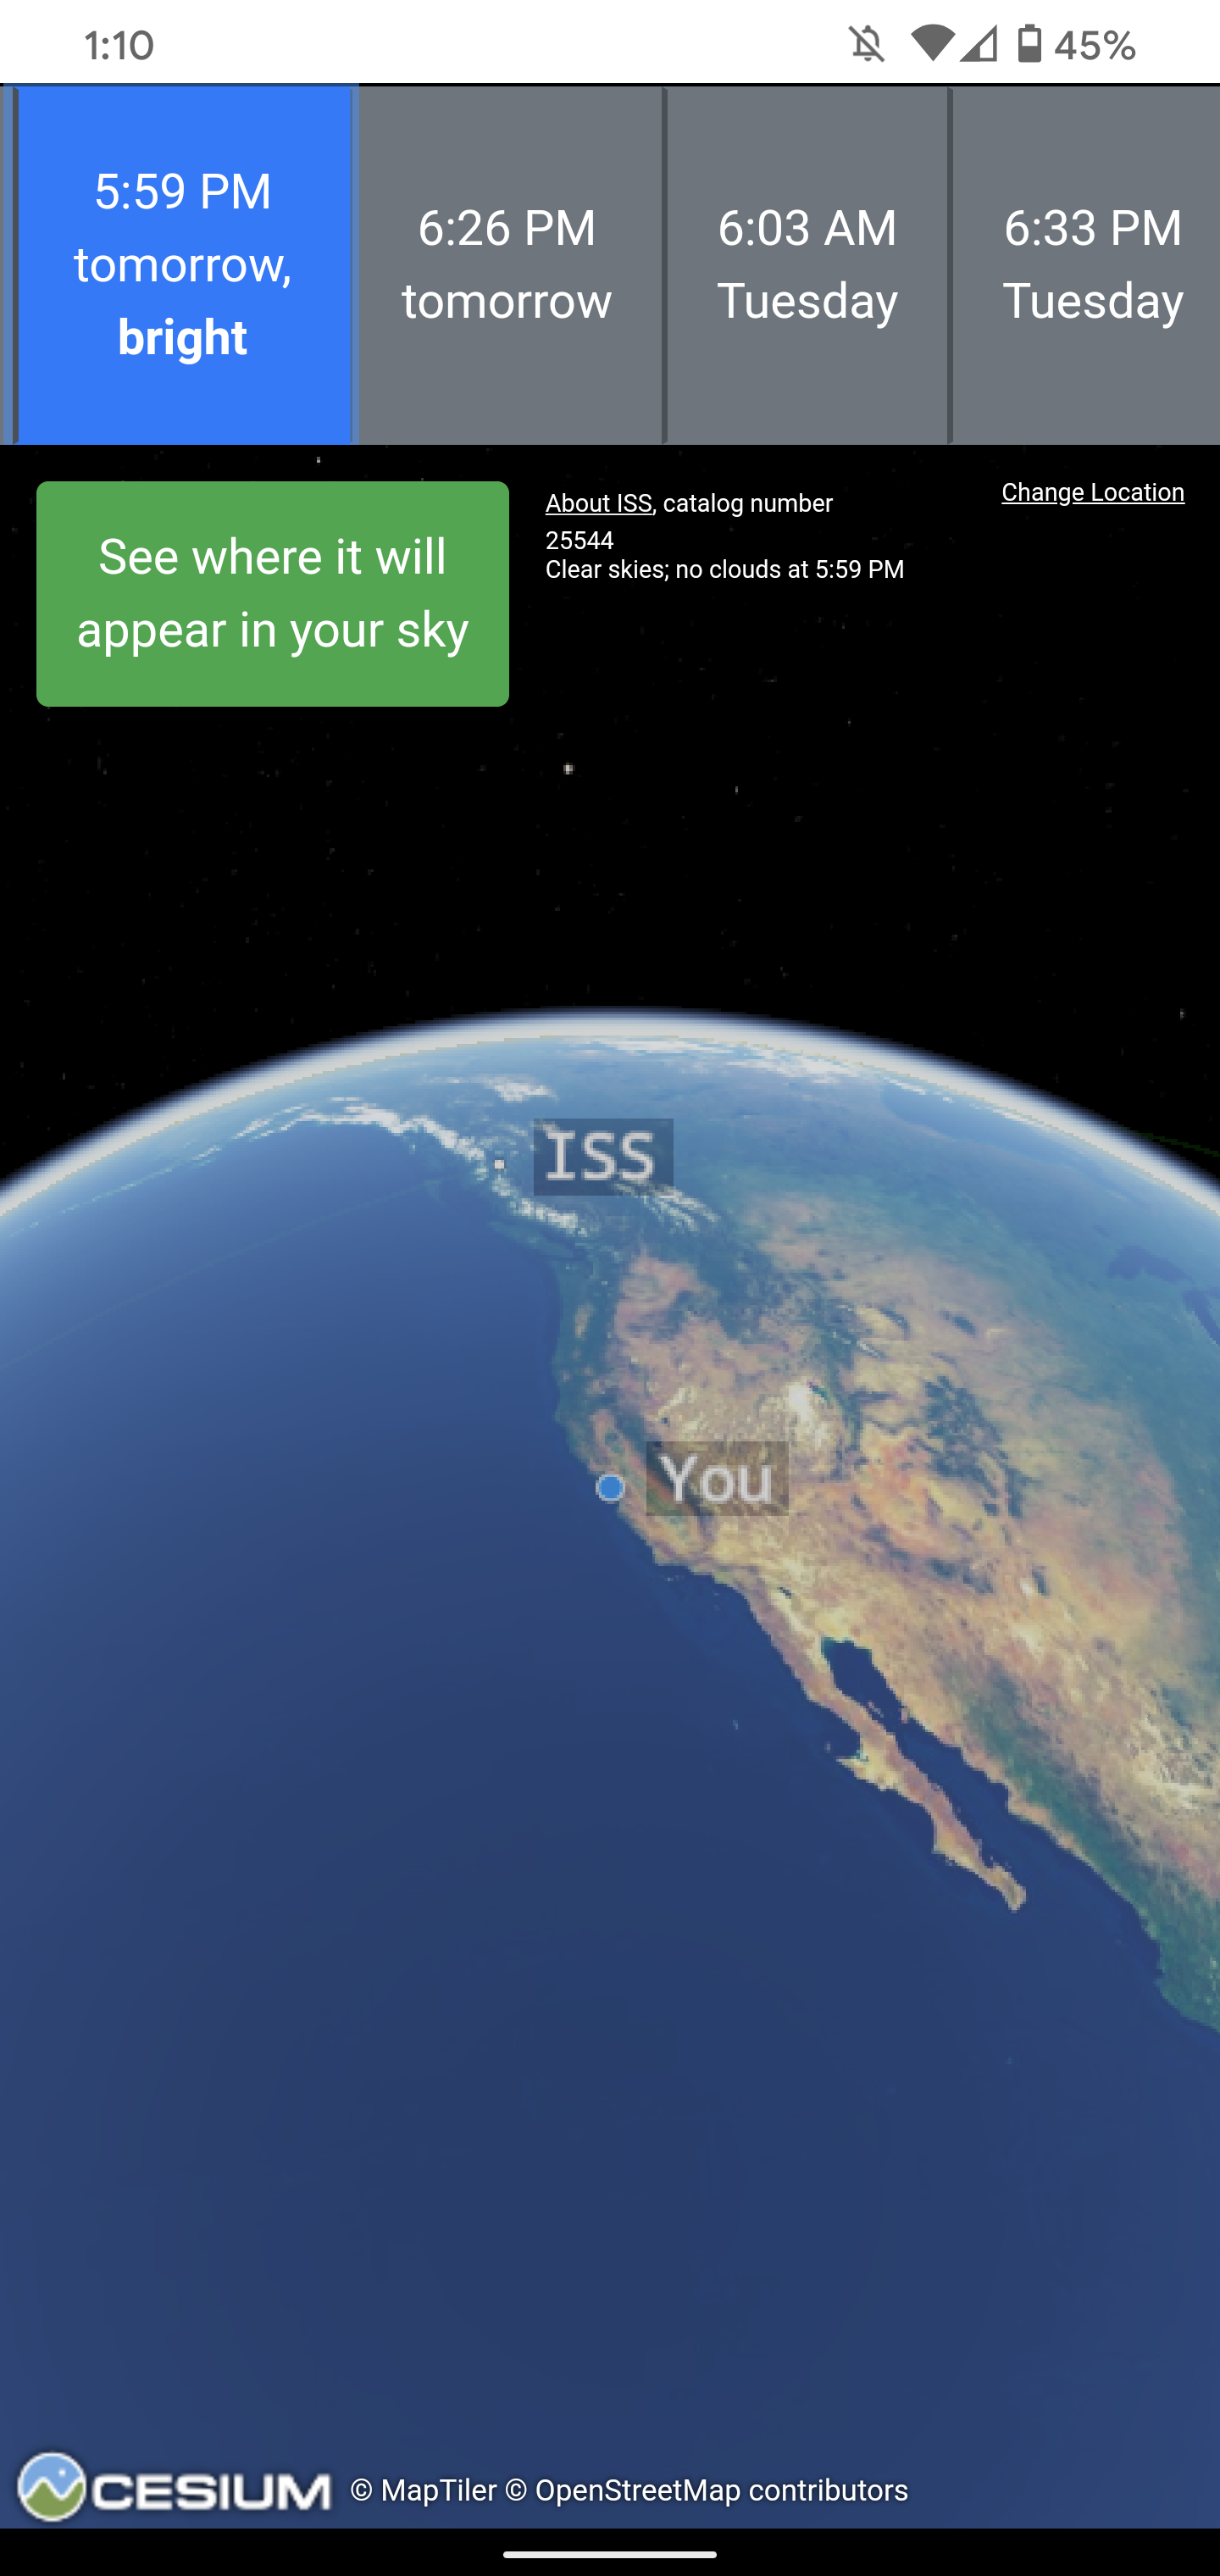 1:10
45%
5:59 PM
tomorrow,
bright
6:26 PM
tomorrow
6:03 AM
Tuesday
6:33 PM
Tuesday
See where it will
appear in your sky
About ISS, catalog number
25544
Clear skies; no clouds at 5:59 PM
Change Location
ISS
You
CESIUM
© MapTiler © OpenStreetMap contributors